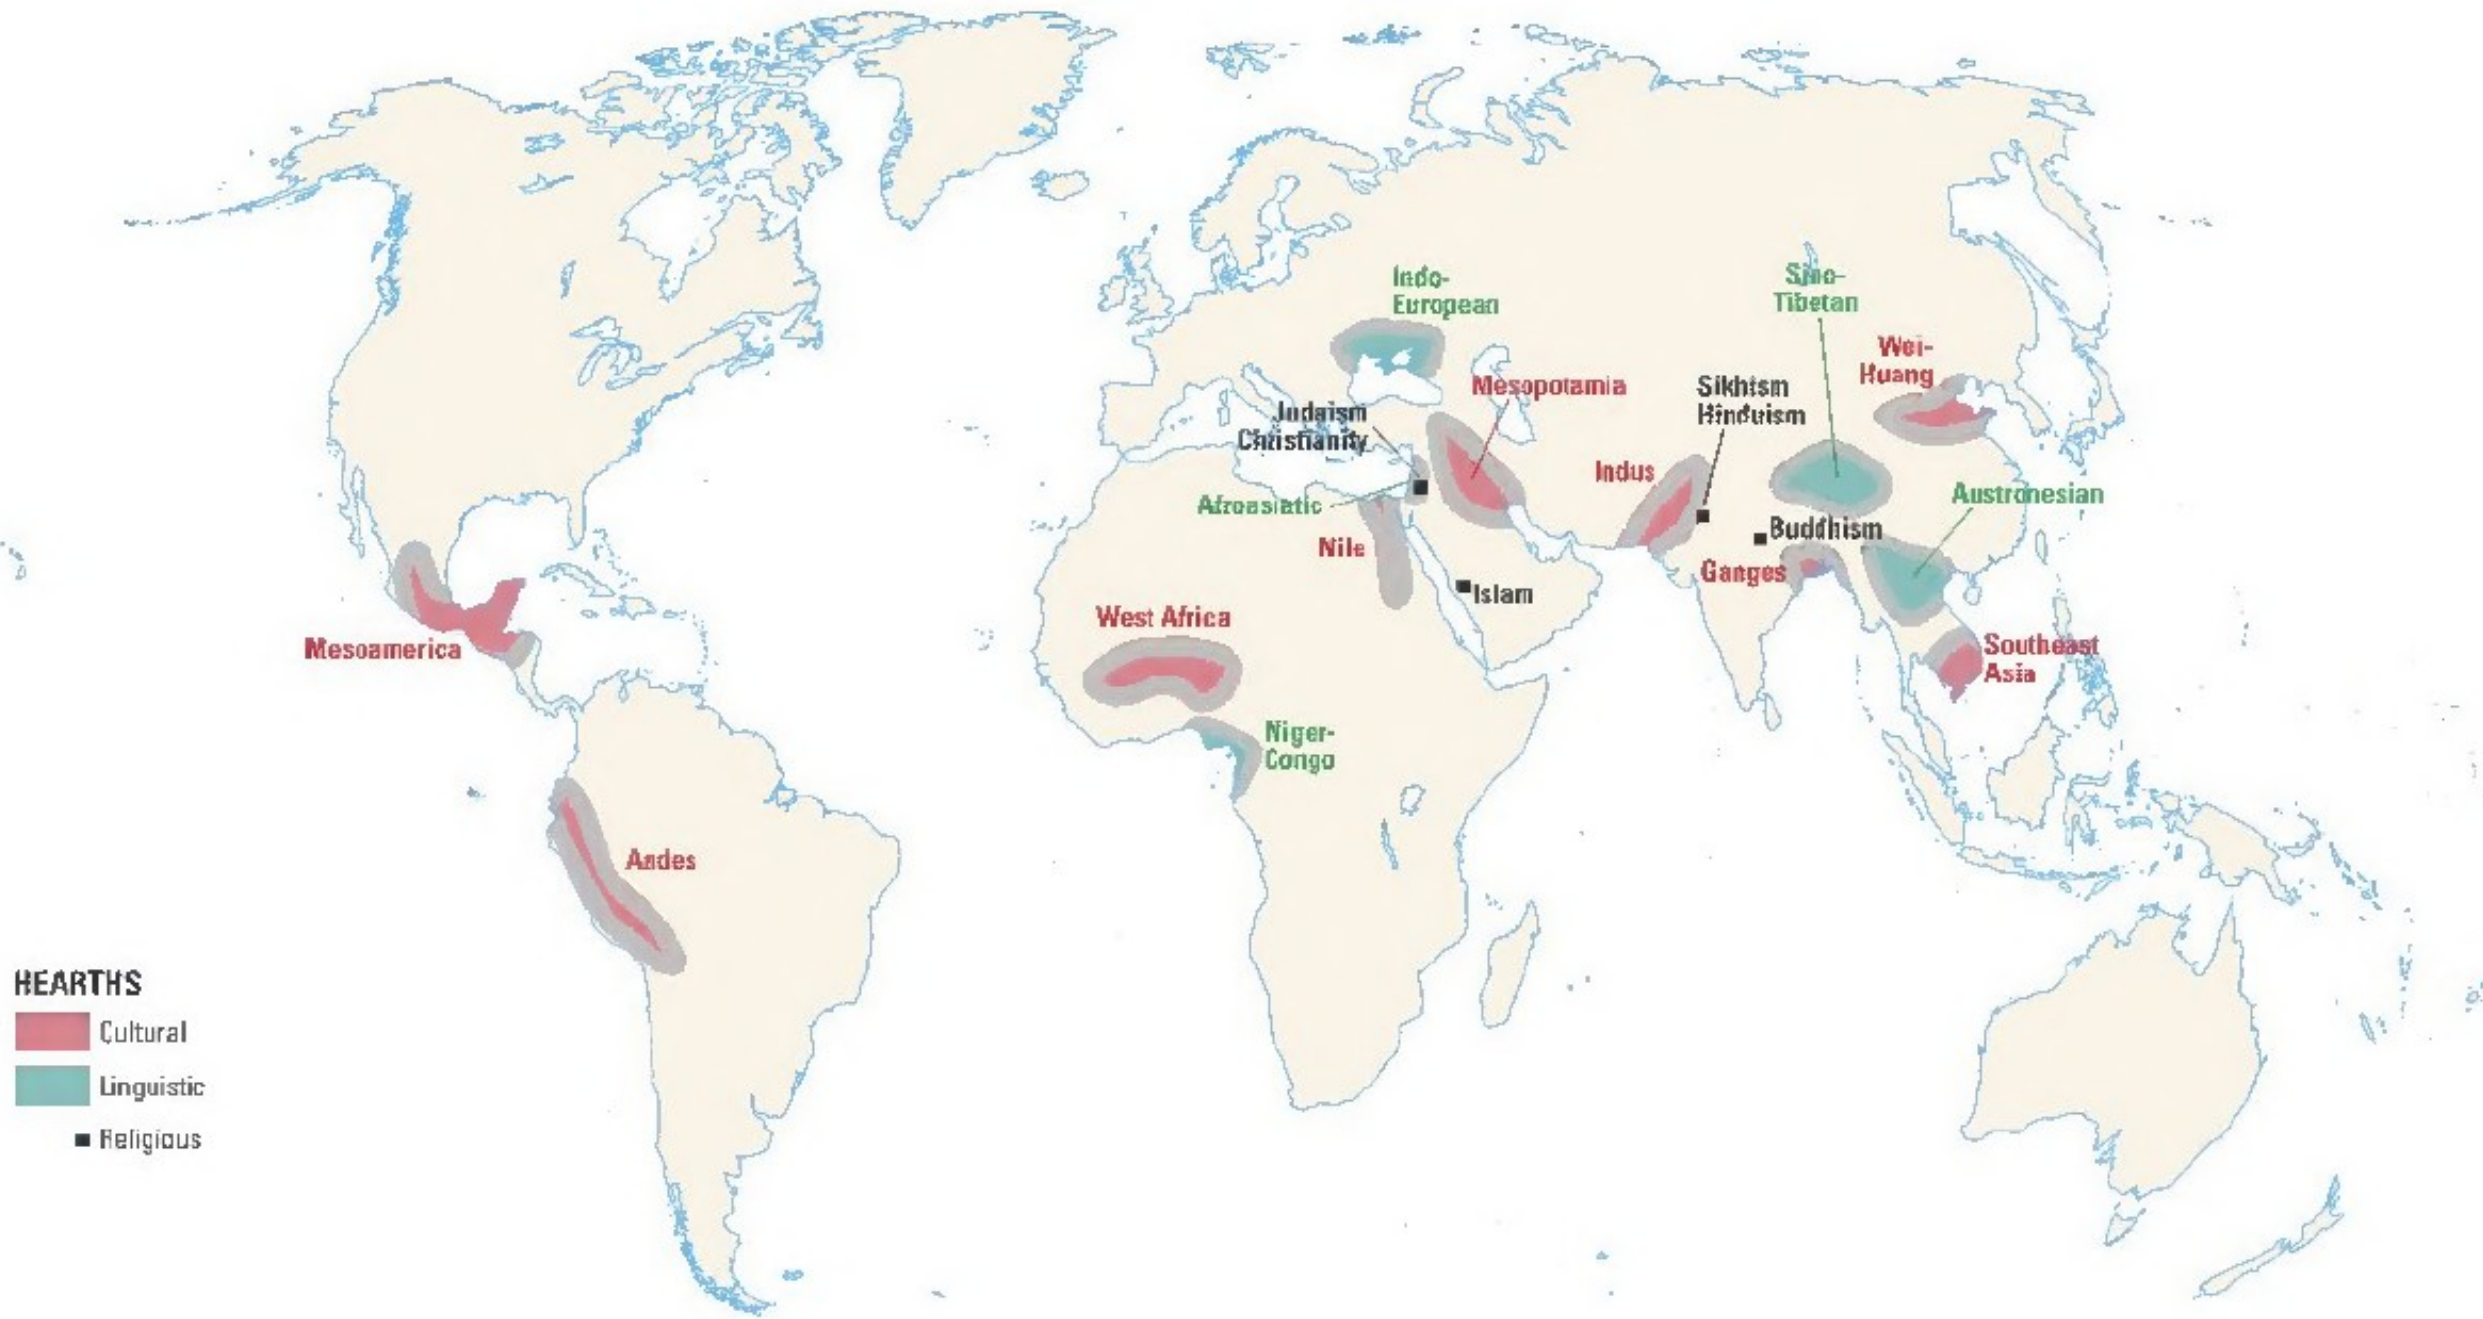 Indo-
European
Sino-
Tibetan
Wei-
Huang
Mesopotamia
Sikhism
Hinduism
Judaism
Christianity
Indus
Afroasiatic
Austronesian
Buddhism
Nile
Ganges
Islam
West Africa
Mesoamerica
Southeast
Asia
Niger-
Congo
Andes
HEARTHS
Cultural
Linguistic
Religious